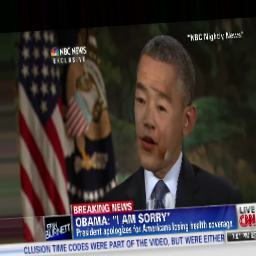 NBC NEWS
EXCLUSIVE
"NBC Nightly News"
BREAKING NEWS
OBAMA: "I AM SORRY"
President apologizes for Americans losing health coverage
LIVE
CNN
CLUSION TIME CODES WERE PART OF THE VIDEO, BUT WERE EITHER